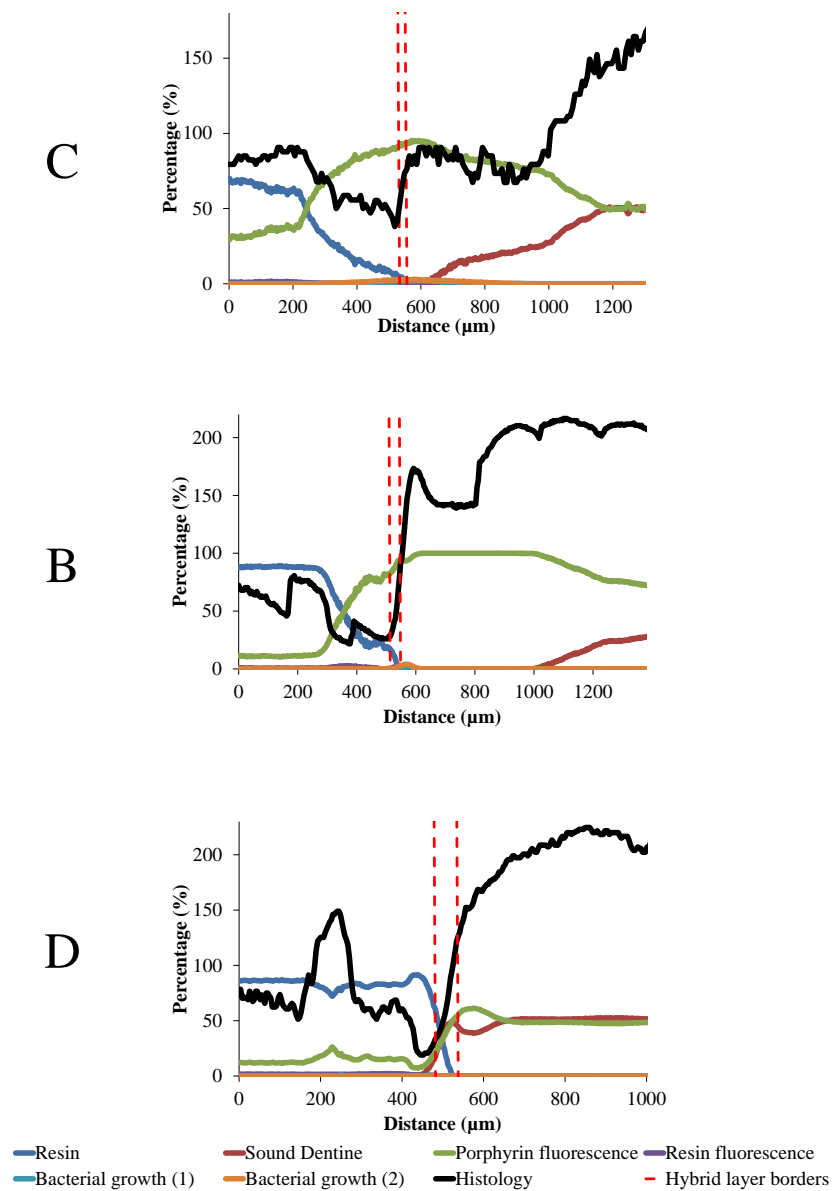 C
Percentage (%)
150
100
50
0
0 200 400 600 800 1000 1200
Distance (µm)
B
Percentage (%)
200
150
100
50
0
0 200 400 600 800 1000 1200
Distance (µm)
D
Percentage (%)
200
150
100
50
0
0 200 400 600 800 1000
Distance (µm)
Resin Sound Dentine Porphyrin fluorescence Resin fluorescence
Bacterial growth (1) Bacterial growth (2) Histology Hybrid layer borders